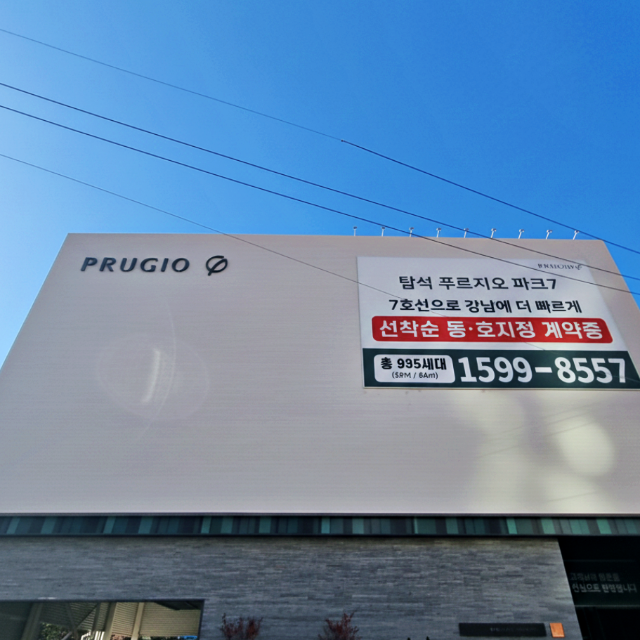 PRUGIO
탑석 푸르지오 파크7
7호선으로 강남에 더 빠르게
선착순 동·호지정 계약중
총 935세대
1599-8557